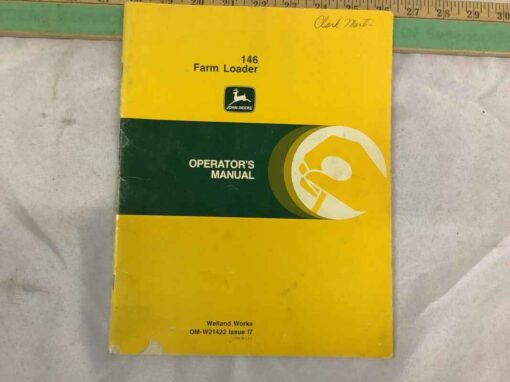 146
Farm Loader
JOHN DEERE
OPERATOR'S
MANUAL
Welland Works
OM-W21422 Issue I7